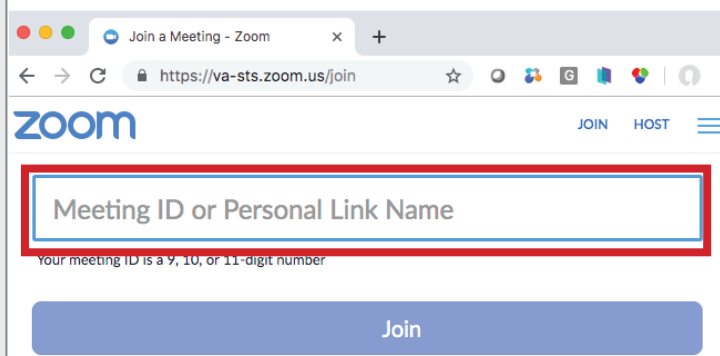 Join a Meeting - Zoom
https://va-sts.zoom.us/join
G
zoom JOIN HOST
Meeting ID or Personal Link Name
Your meeting ID is a 9, 10, or 11-digit number
Join